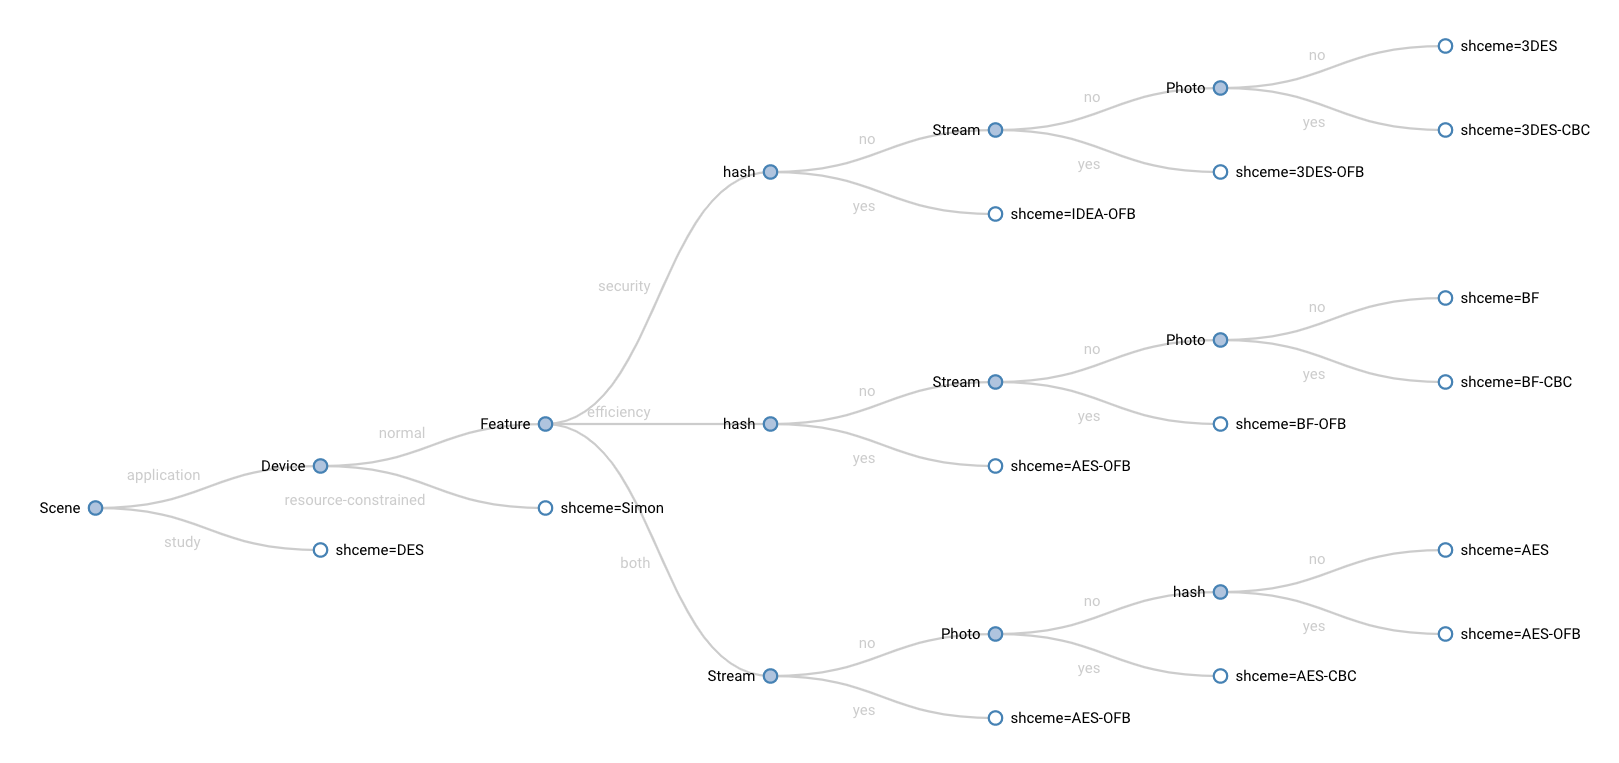 shceme=3DES
no
Photo
no
yes
shceme=3DES-CBC
Stream
no
yes
hash
shceme=3DES-OFB
yes
shceme=IDEA-OFB
security
shceme=BF
no
Photo
no
yes
shceme=BF-CBC
Stream
no
efficiency
yes
Feature
hash
shceme=BF-OFB
normal
yes
Device
shceme=AES-OFB
application
resource-constrained
Scene
shceme=Simon
study
shceme=DES
both
shceme=AES
no
hash
no
yes
Photo
shceme=AES-OFB
no
yes
Stream
shceme=AES-CBC
yes
shceme=AES-OFB